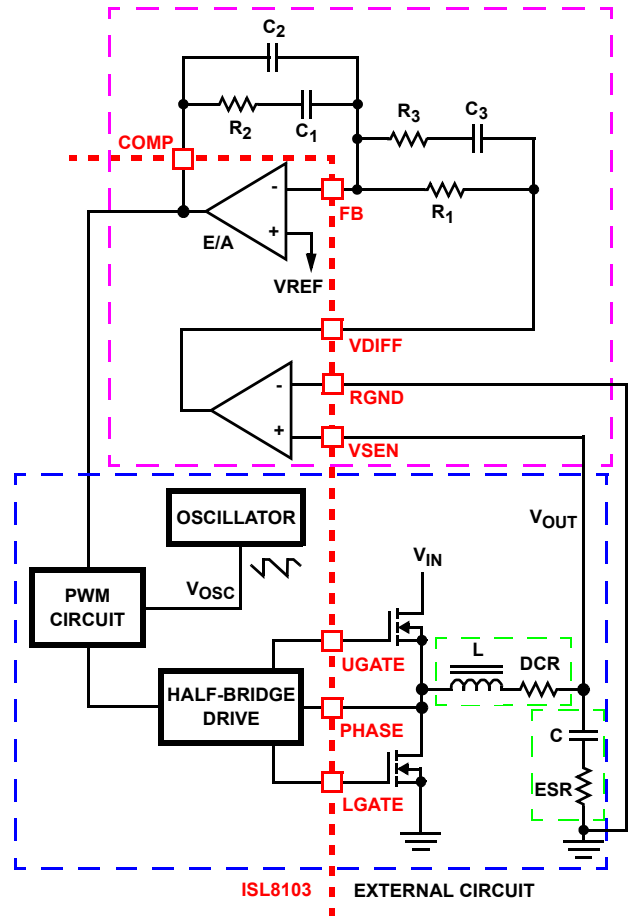 C2
R2
C1
R3
C3
COMP
-
FB
R1
E/A
+
VREF
VDIFF
-
RGND
+
VSEN
OSCILLATOR
VOUT
VIN
PWM
CIRCUIT
VOSC
UGATE
L
DCR
HALF-BRIDGE
DRIVE
PHASE
C
LGATE
ESR
ISL8103
EXTERNAL CIRCUIT